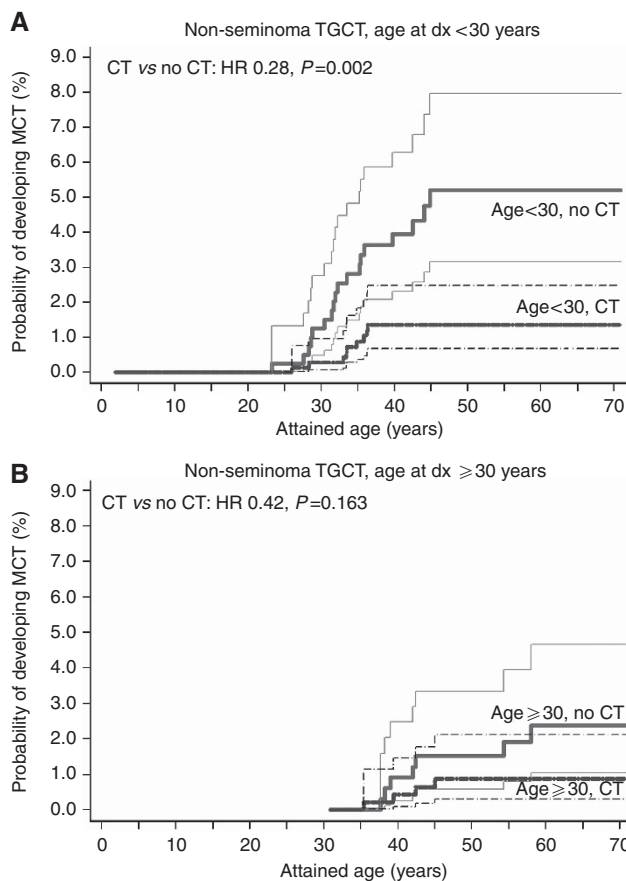 A
Non-seminoma TGCT, age at dx <30 years
CT vs no CT: HR 0.28, P=0.002
Probability of developing MCT (%)
9.0
8.0
7.0
6.0
5.0
4.0
3.0
2.0
1.0
0.0
Age<30, no CT
Age<30, CT
0 10 20 30 40 50 60 70
Attained age (years)
B
Non-seminoma TGCT, age at dx ⩾30 years
CT vs no CT: HR 0.42, P=0.163
Probability of developing MCT (%)
9.0
8.0
7.0
6.0
5.0
4.0
3.0
2.0
1.0
0.0
Age⩾30, no CT
Age⩾30, CT
0 10 20 30 40 50 60 70
Attained age (years)